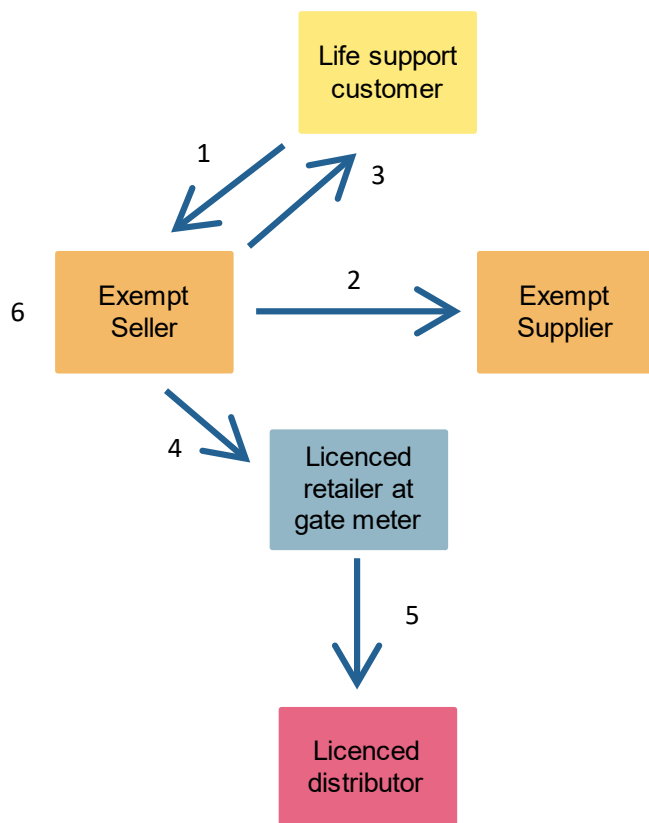 Life support
customer
1
3
2
6
Exempt
Seller
Exempt
Supplier
4
Licenced
retailer at
gate meter
5
Licenced
distributor